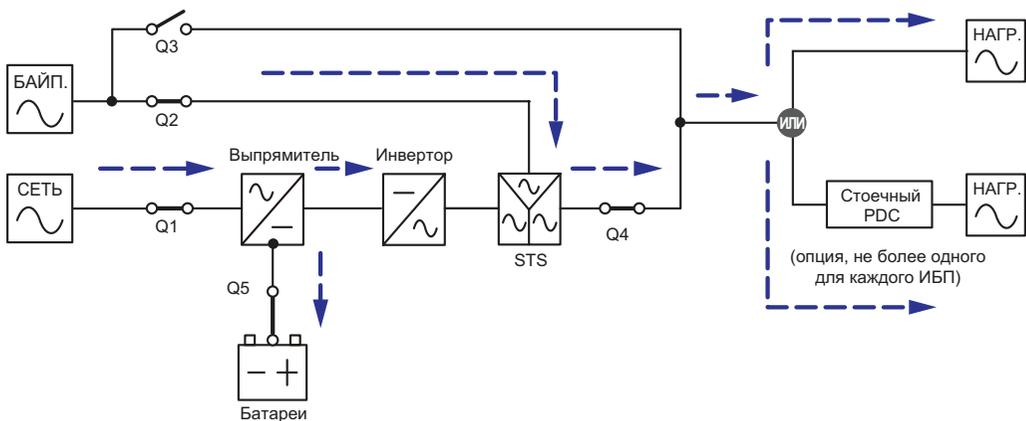 Q3
НАГР.
БАЙП.
Q2
ИЛИ
Выпрямитель
Инвертор
СЕТЬ
Q1
STS
Q4
Стоечный
PDC
НАГР.
(опция, не более одного
для каждого ИБП)
Q5
Батареи